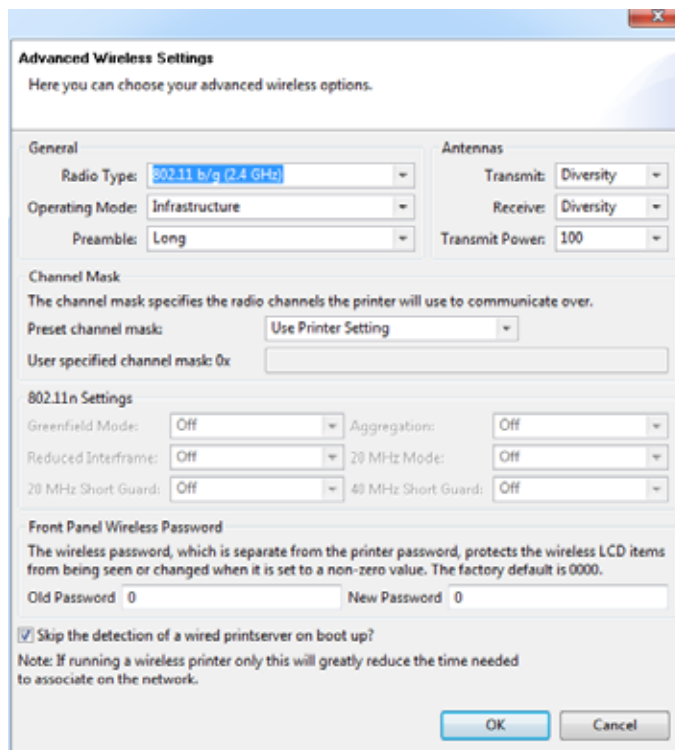 Advanced Wireless Settings
Here you can choose your advanced wireless options.
General
Radio Type: 802.11 b/g (2.4 GHz)
Operating Mode: Infrastructure
Preamble: Long
Antennas
Transmit: Diversity
Receive: Diversity
Transmit Power: 100
Channel Mask
The channel mask specifies the radio channels the printer will use to communicate over.
Preset channel mask: Use Printer Setting
User specified channel mask: 0x
802.11n Settings
Greenfield Mode: Off Aggregation: Off
Reduced Interframe: Off 20 MHz Mode: Off
20 MHz Short Guard: Off 40 MHz Short Guard: Off
Front Panel Wireless Password
The wireless password, which is separate from the printer password, protects the wireless LCD items
from being seen or changed when it is set to a non-zero value. The factory default is 0000.
Old Password 0 New Password 0
Skip the detection of a wired printserver on boot up?
Note: If running a wireless printer only this will greatly reduce the time needed
to associate on the network.
OK Cancel